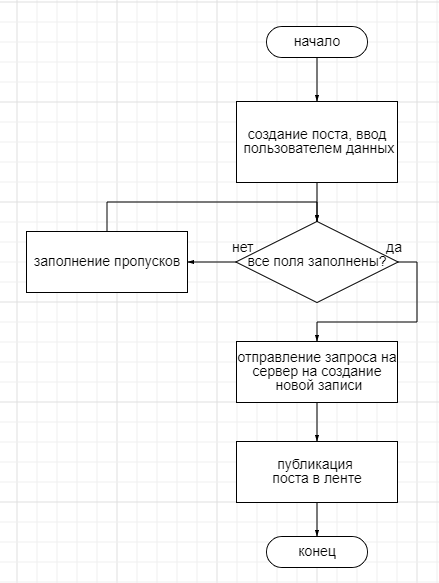 начало
создание поста, ввод
пользователем данных
нет
да
все поля заполнены?
заполнение пропусков
отправление запроса на
сервер на создание
новой записи
публикация
поста в ленте
конец